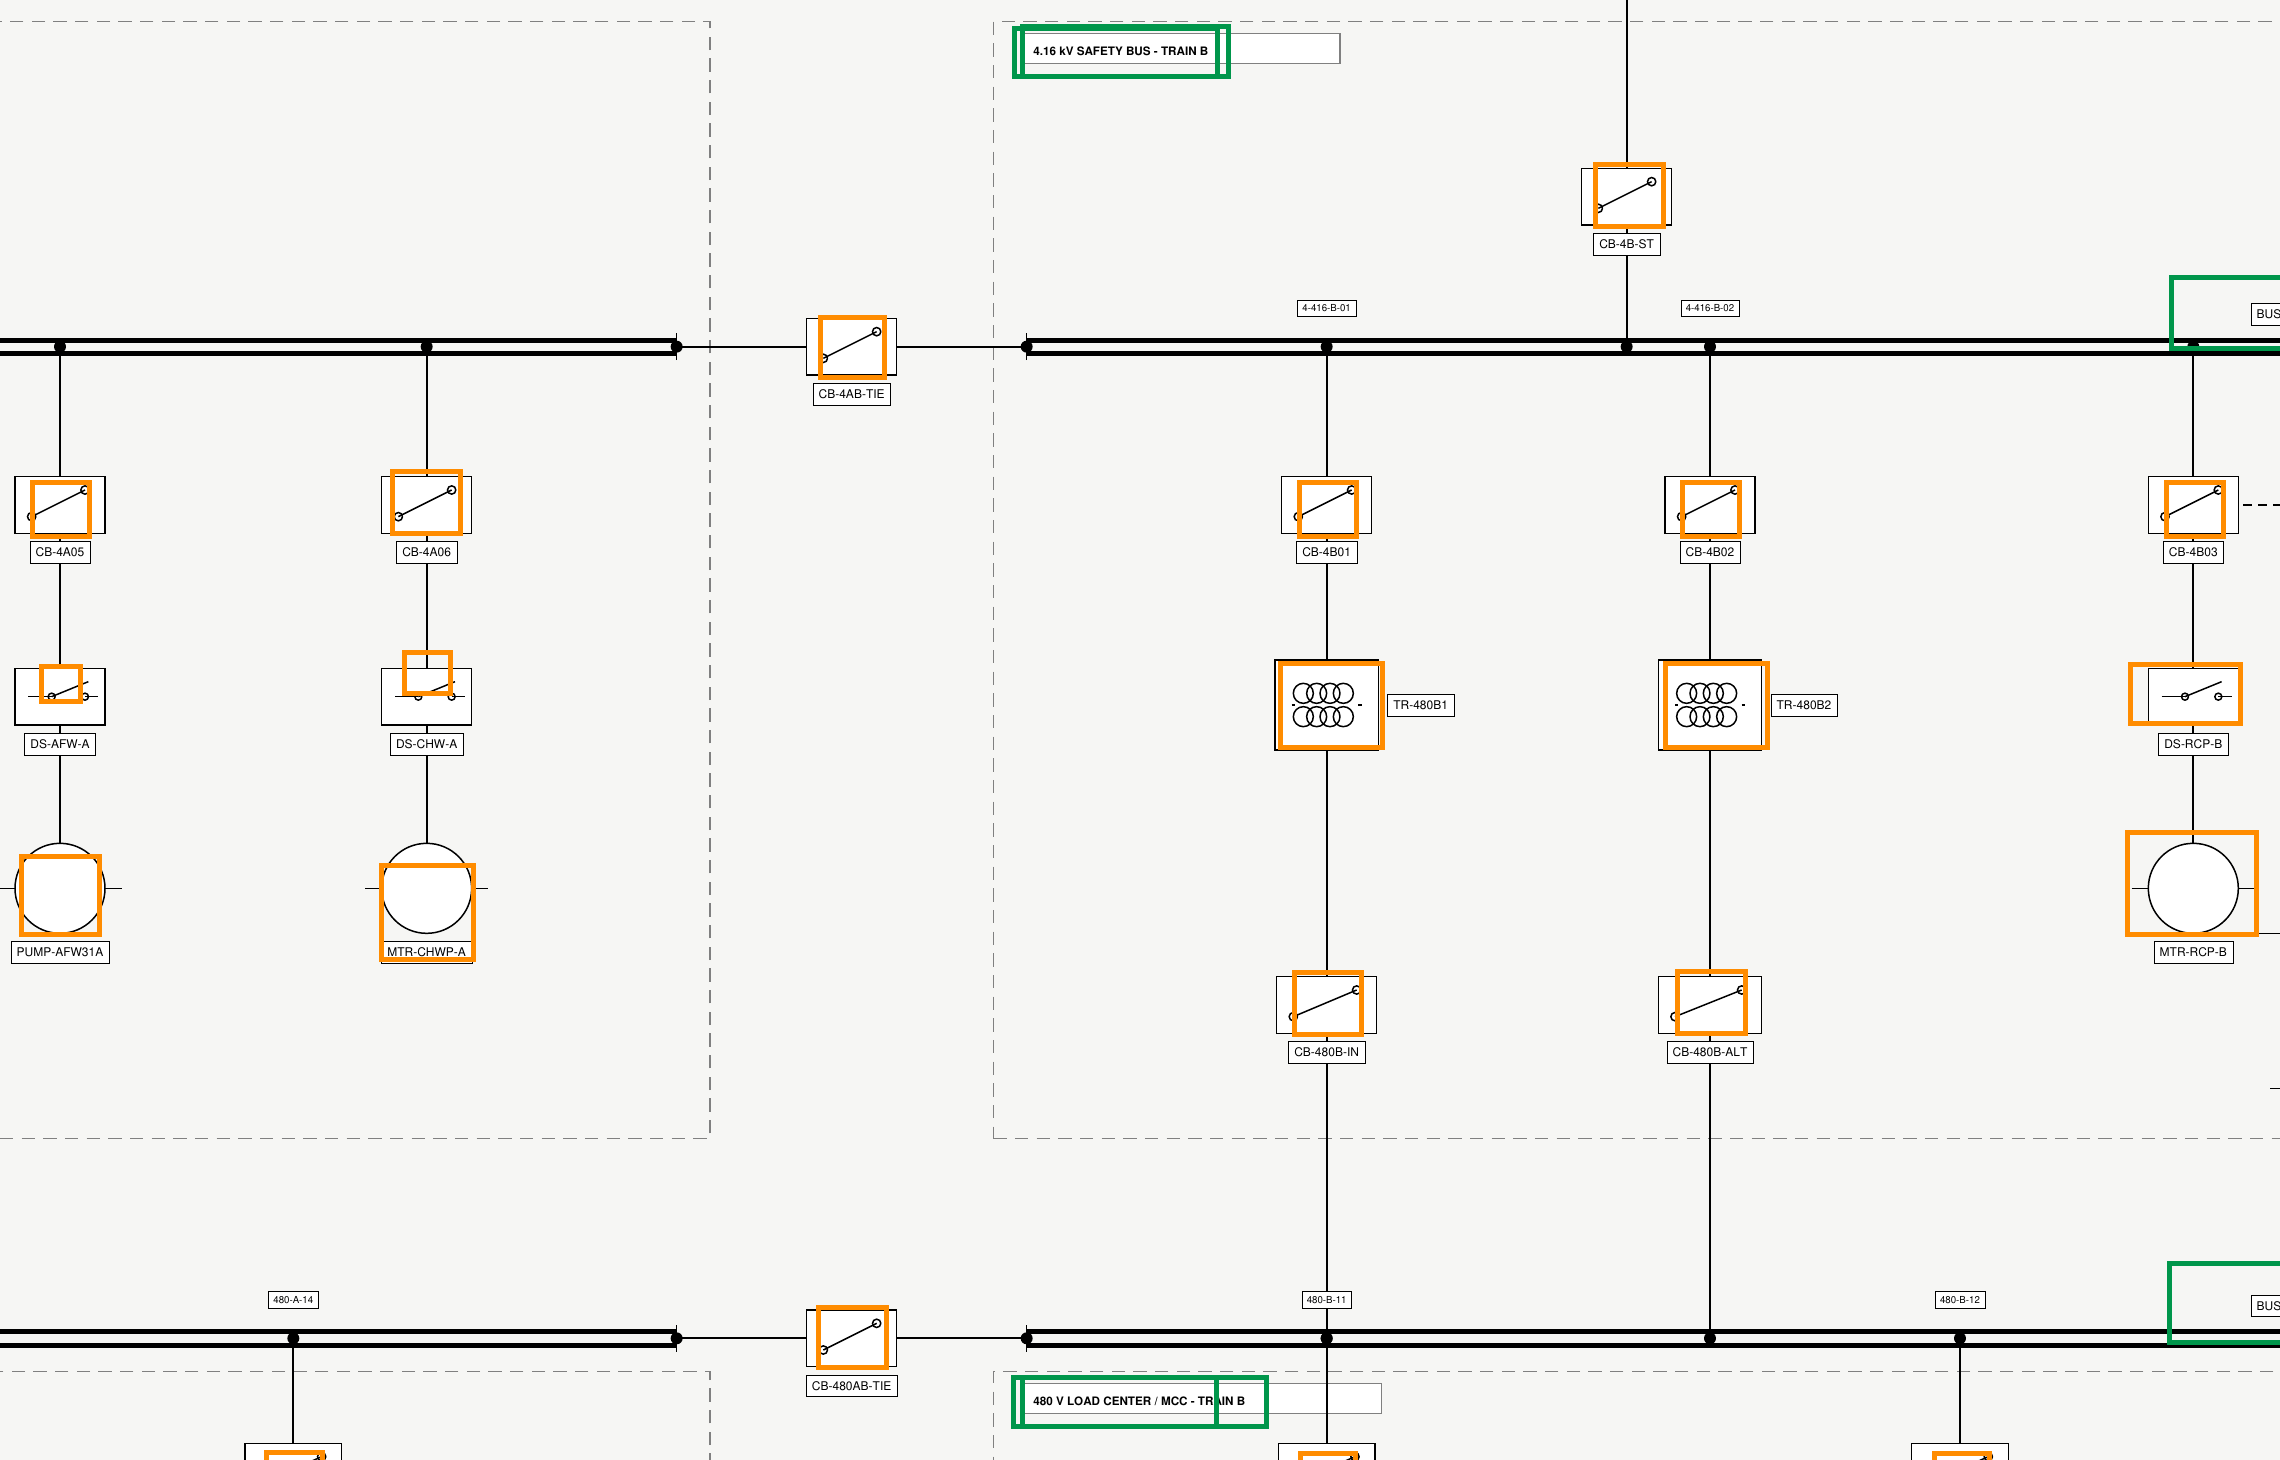 4.16 kV SAFETY BUS - TRAIN B
CB-4B-ST
4-416-B-01
4-416-B-02
BUS
CB-4AB-TIE
CB-4A05
CB-4A06
CB-4B01
CB-4B02
CB-4B03
TR-480B1
TR-480B2
DS-AFW-A
DS-CHW-A
DS-RCP-B
PUMP-AFW31A
MTR-CHWP-A
MTR-RCP-B
CB-480B-IN
CB-480B-ALT
480-A-14
480-B-11
480-B-12
BUS
CB-480AB-TIE
480 V LOAD CENTER / MCC - TRAIN B